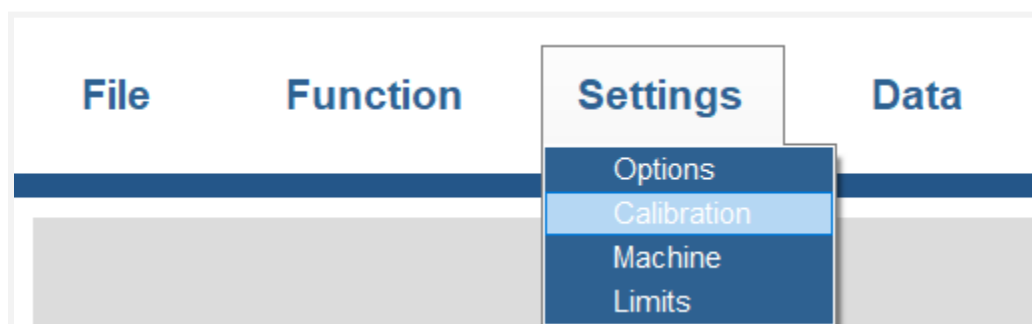 File Function Settings Data
Options
Calibration
Machine
Limits